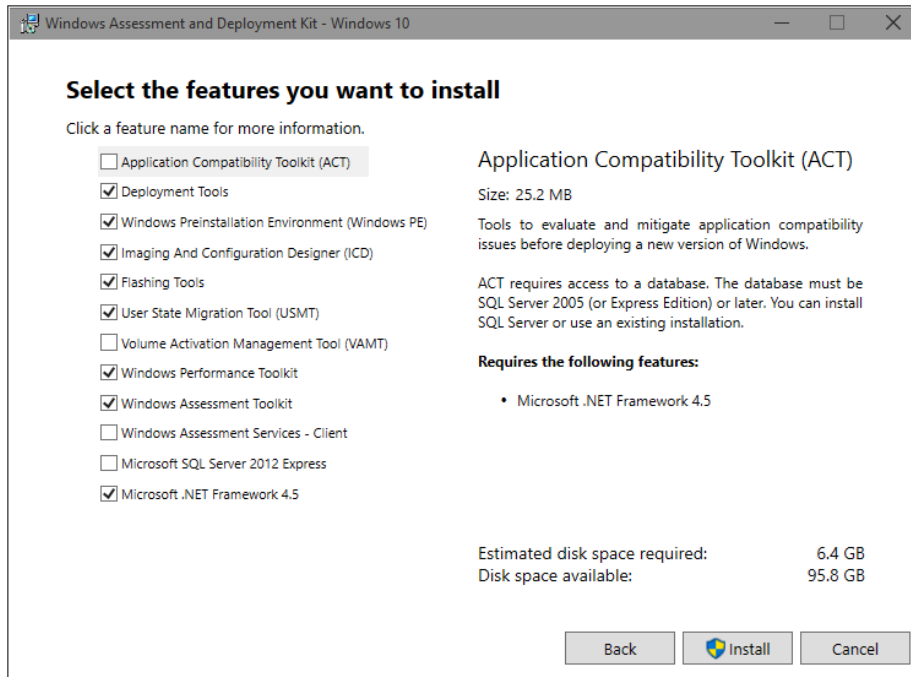 Windows Assessment and Deployment Kit - Windows 10
Select the features you want to install
Click a feature name for more information.
Application Compatibility Toolkit (ACT)
Deployment Tools
Windows Preinstallation Environment (Windows PE)
Imaging And Configuration Designer (ICD)
Flashing Tools
User State Migration Tool (USMT)
Volume Activation Management Tool (VAMT)
Windows Performance Toolkit
Windows Assessment Toolkit
Windows Assessment Services - Client
Microsoft SQL Server 2012 Express
Microsoft .NET Framework 4.5
Application Compatibility Toolkit (ACT)
Size: 25.2 MB
Tools to evaluate and mitigate application compatibility
issues before deploying a new version of Windows.
ACT requires access to a database. The database must be
SQL Server 2005 (or Express Edition) or later. You can install
SQL Server or use an existing installation.
Requires the following features:
• Microsoft .NET Framework 4.5
Estimated disk space required: 6.4 GB
Disk space available: 95.8 GB
Back Install Cancel